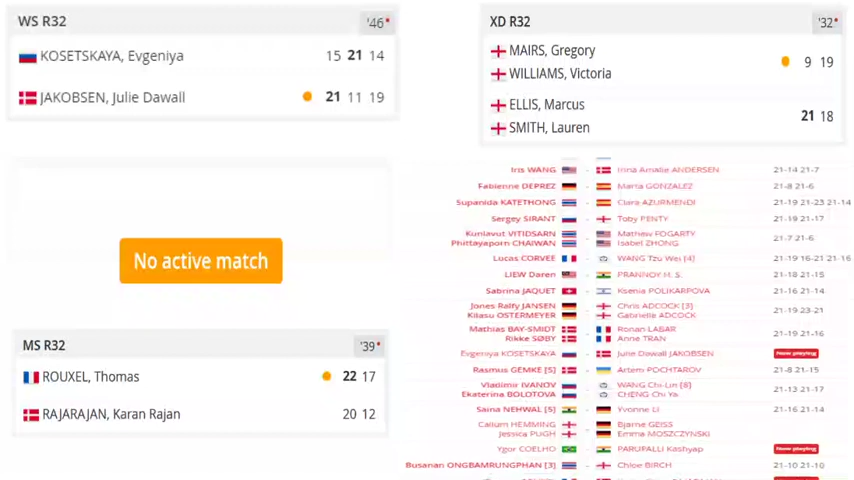 WS R32 '46•
KOSETSKAYA, Evgeniya 15 21 14
JAKOBSEN, Julie Dawall 21 11 19
XD R32 '32•
MAIRS, Gregory
WILLIAMS, Victoria
9 19
ELLIS, Marcus
SMITH, Lauren
21 18
No active match
MS R32 '39•
ROUXEL, Thomas 22 17
RAJARAJAN, Karan Rajan 20 12
Iris WANG - Irina Amalie ANDERSEN 21-14 21-7
Fabienne DEPREZ - Marta GONZALEZ 21-8 21-6
Supanida KATETHONG - Clara AZURMENDI 21-19 21-23 21-14
Sergey SIRANT - Toby PENTY 21-19 21-17
Kunlavut VITIDSARN - Mathew FOGARTY
Phittayaporn CHAIWAN Isabel ZHONG
21-7 21-6
Lucas CORVEE - WANG Tzu Wei [4] 21-19 16-21 21-16
LIEW Daren - PRANNOY H. S. 21-18 21-15
Sabrina JAQUET - Ksenia POLIKARPOVA 21-16 21-14
Jones Ralfy JANSEN - Chris ADCOCK [3]
Kilasu OSTERMEYER Gabrielle ADCOCK
21-19 23-21
Mathias BAY-SMIDT - Ronan LABAR
Rikke SØBY Anne TRAN
21-19 21-16
Evgeniya KOSETSKAYA - Julie Dawall JAKOBSEN Now playing
Rasmus GEMKE [5] - Artem POCHTAROV 21-8 21-15
Vladimir IVANOV - WANG Chi-Lin [8]
Ekaterina BOLOTOVA CHENG Chi Ya
21-13 21-17
Saina NEHWAL [5] - Yvonne LI 21-16 21-14
Callum HEMMING - Bjarne GEISS
Jessica PUGH Emma MOSZCZYNSKI
Ygor COELHO - PARUPALLI Kashyap Now playing
Busanan ONGBAMRUNGPHAN [3] - Chloe BIRCH 21-10 21-10